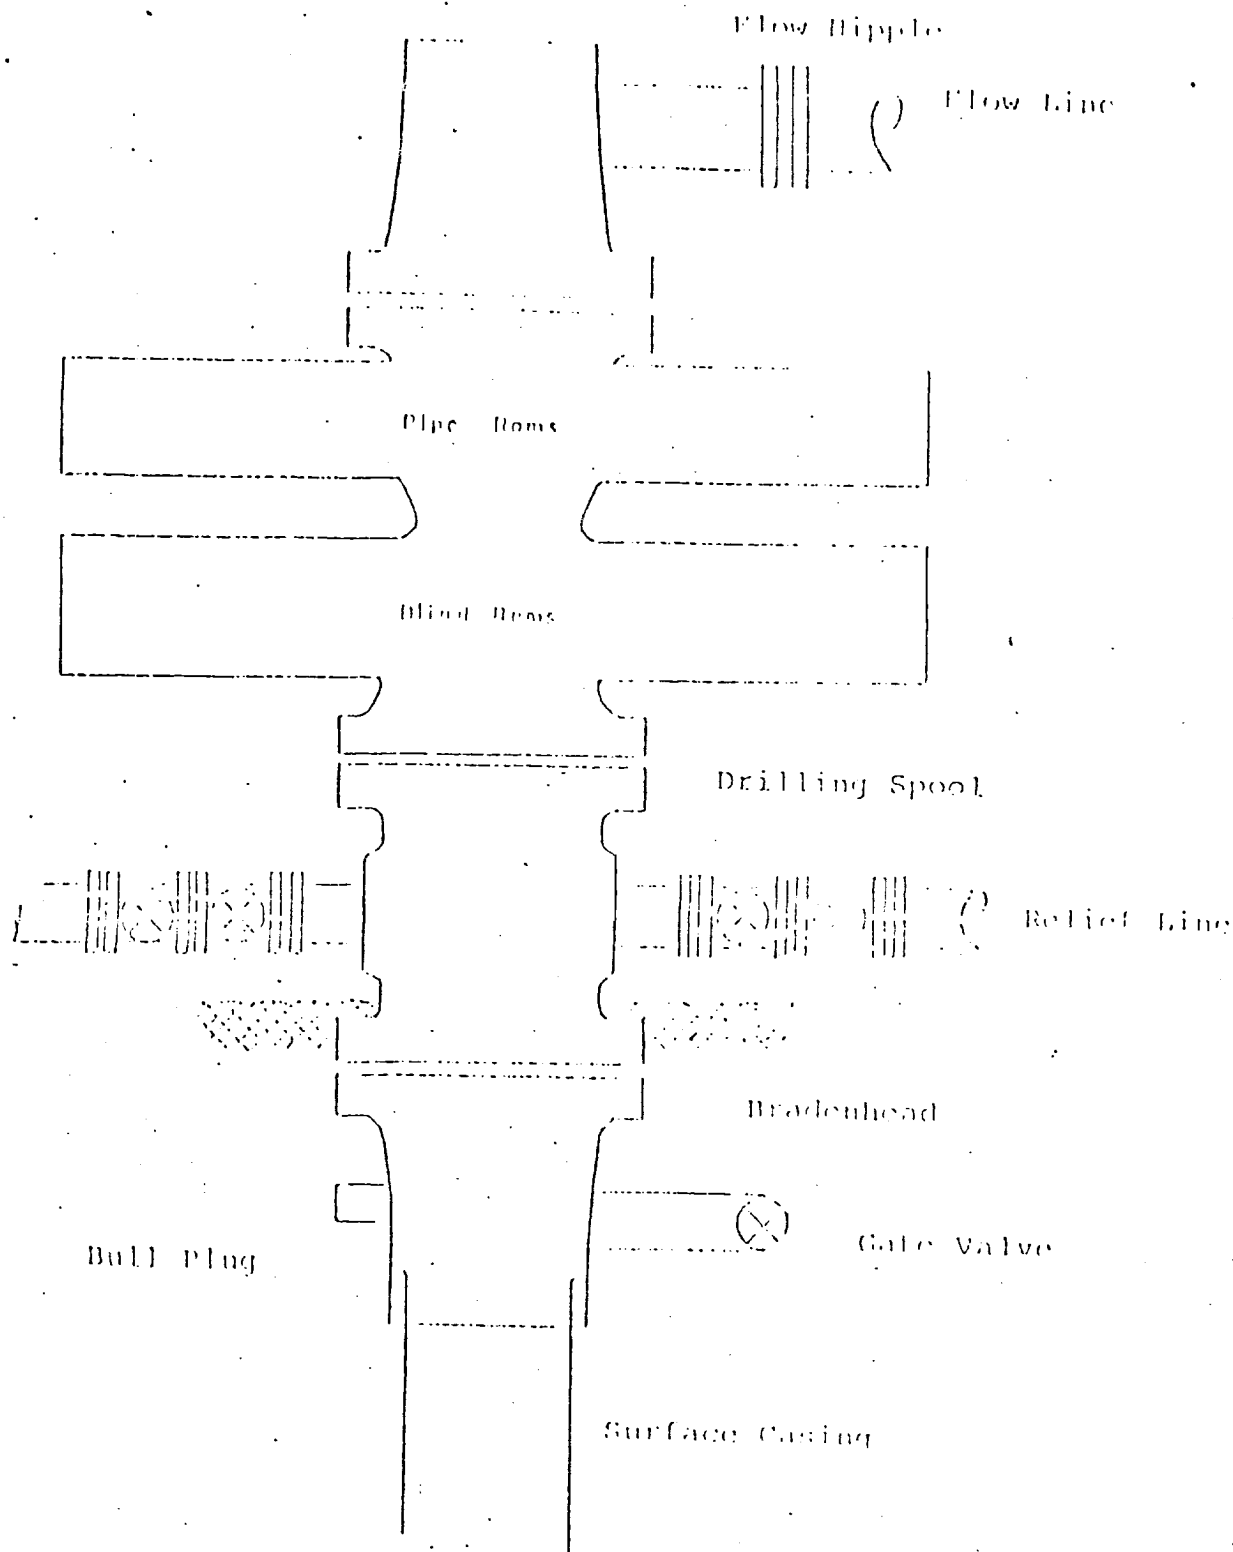 Flow Nipple
Flow Line
Pipe Rams
Blind Rams
Drilling Spool
Relief Line
Bradenhead
Bull Plug
Gate Valve
Surface Casing